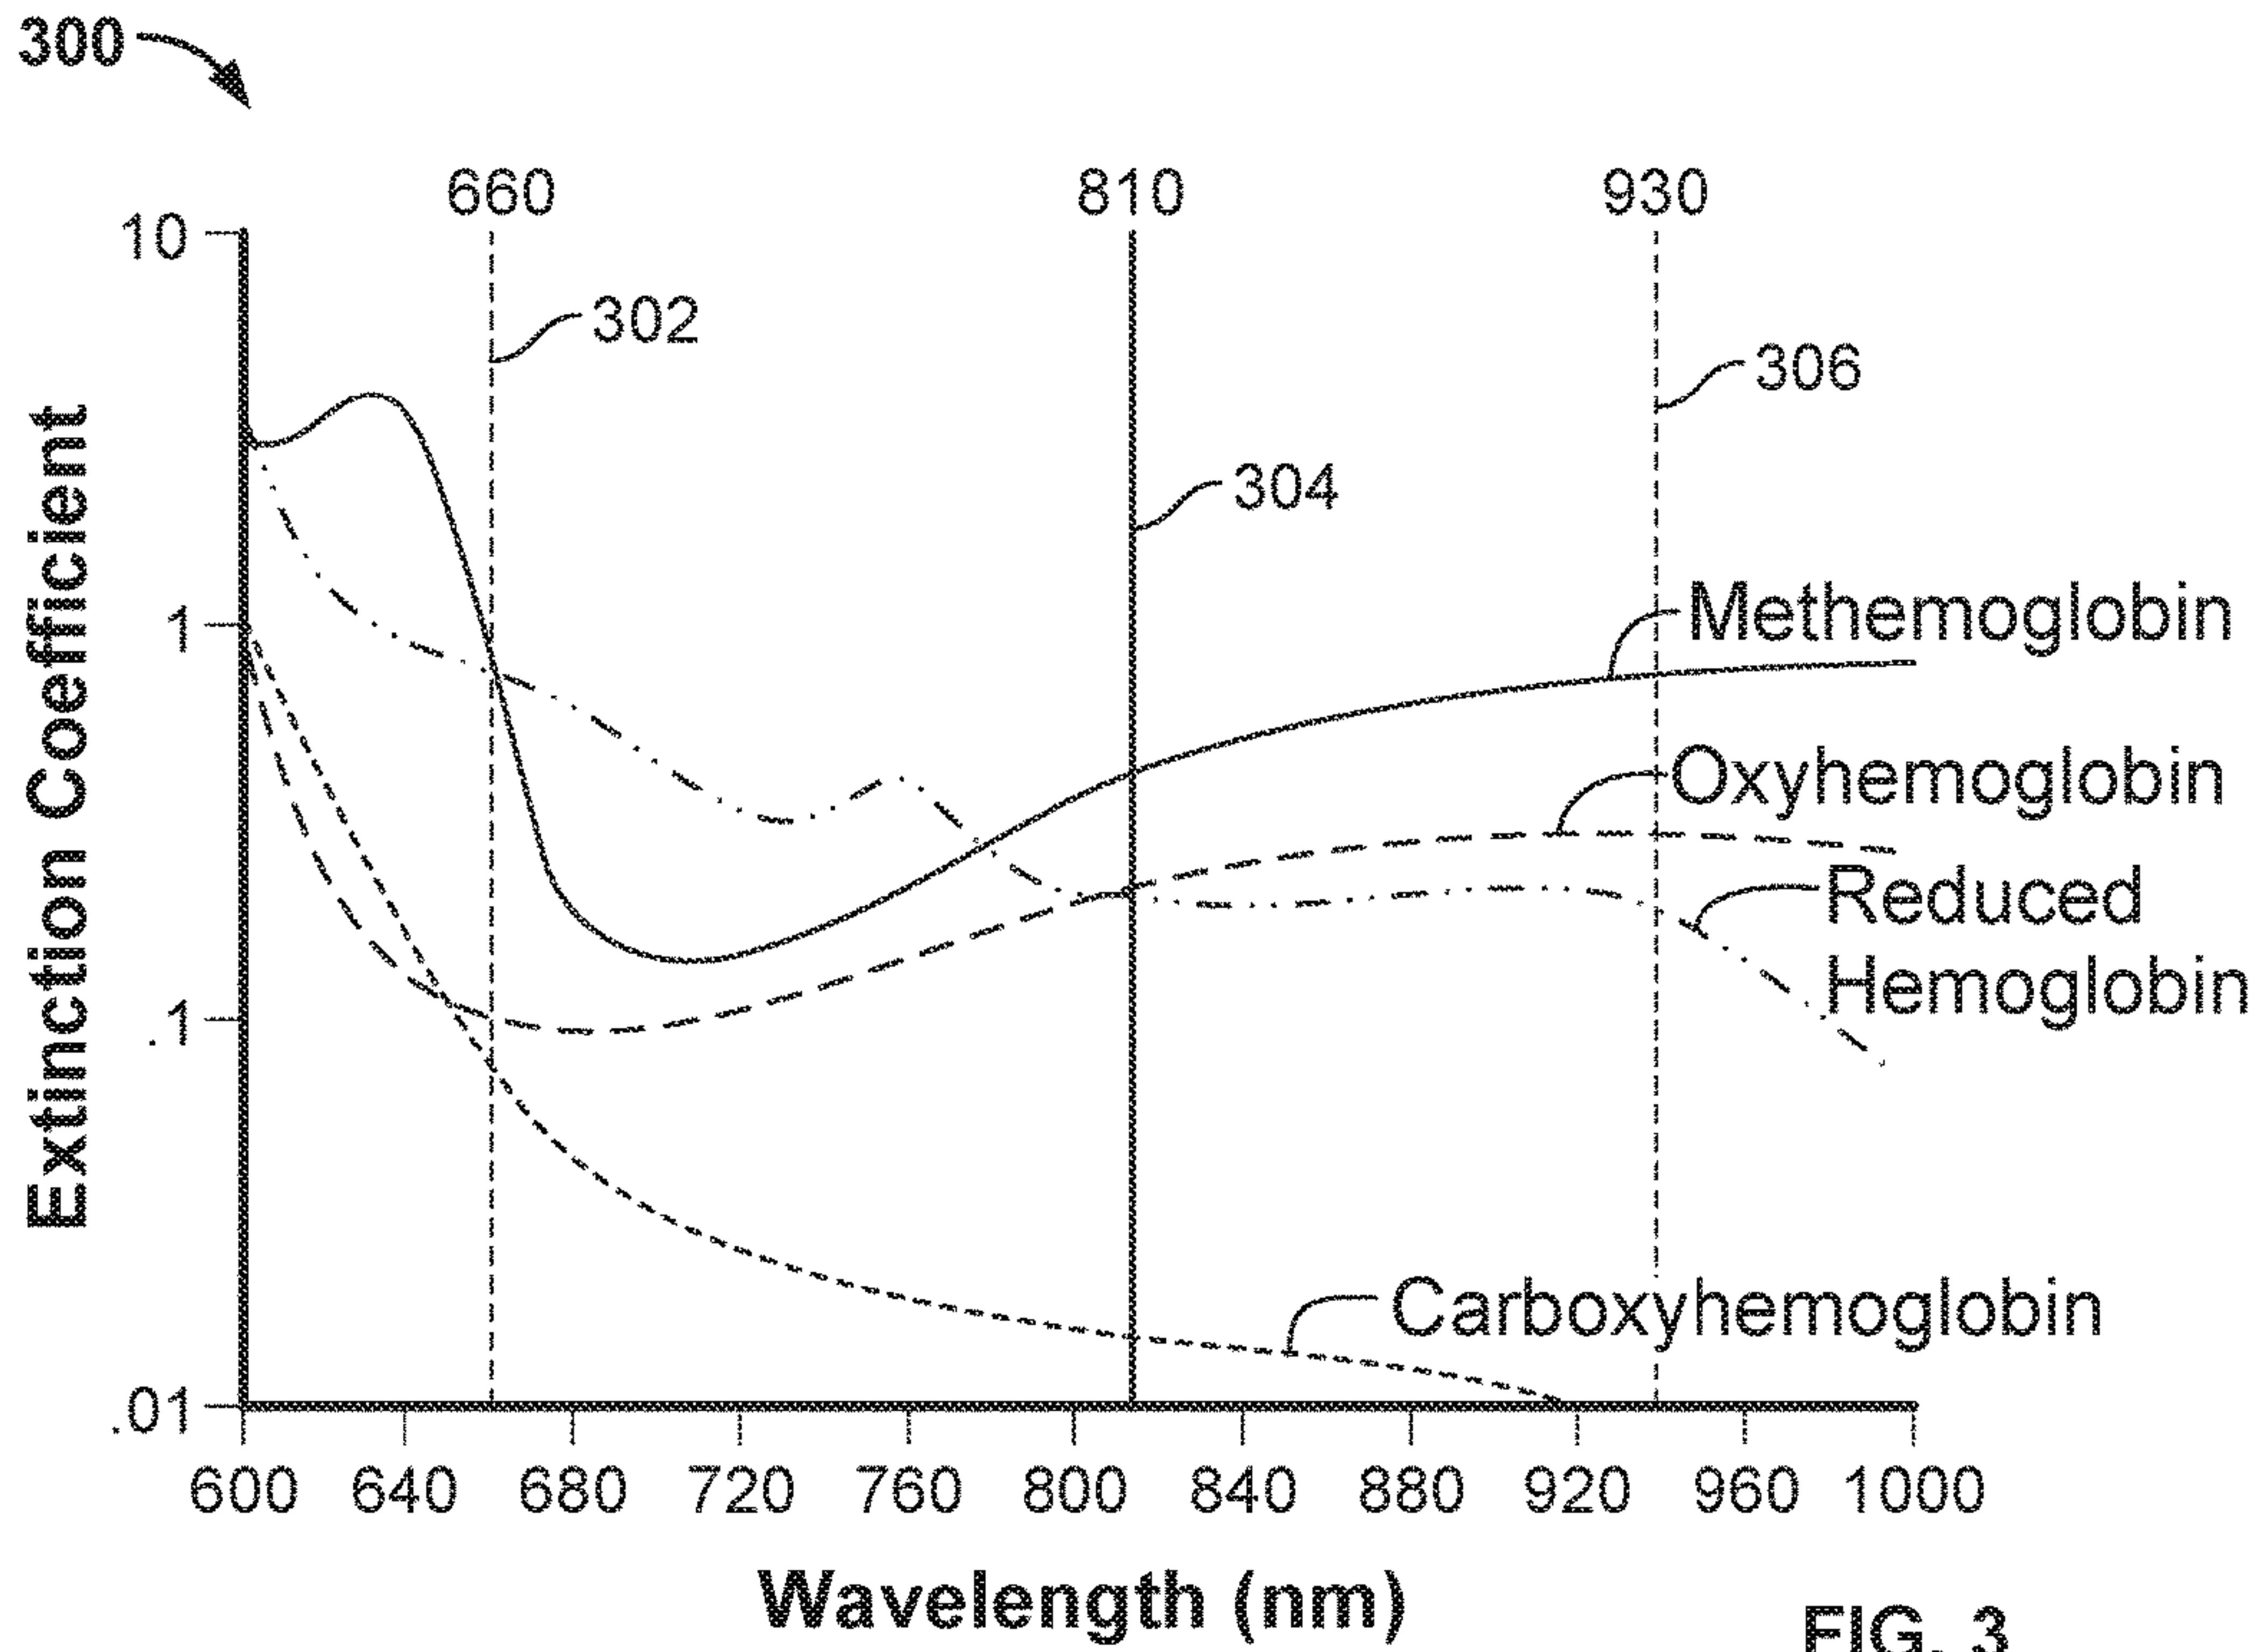 300
660
810
930
10
302
306
304
1
Methemoglobin
Oxyhemoglobin
Reduced
Hemoglobin
.1
Carboxyhemoglobin
.01
600 640 680 720 760 800 840 880 920 960 1000
Extinction Coefficient
Wavelength (nm)
FIG. 3